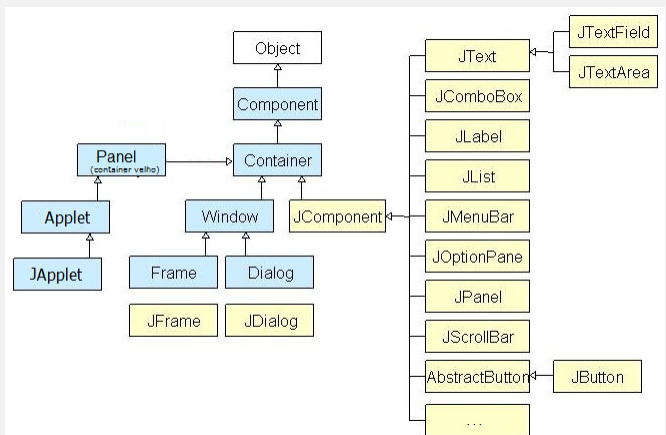 Object
Component
Panel
(container velho)
Container
Applet
Window
JComponent
JApplet
Frame
Dialog
JFrame
JDialog
JText
JTextField
JTextArea
JComboBox
JLabel
JList
JMenuBar
JOptionPane
JPanel
JScrollBar
AbstractButton
JButton
...